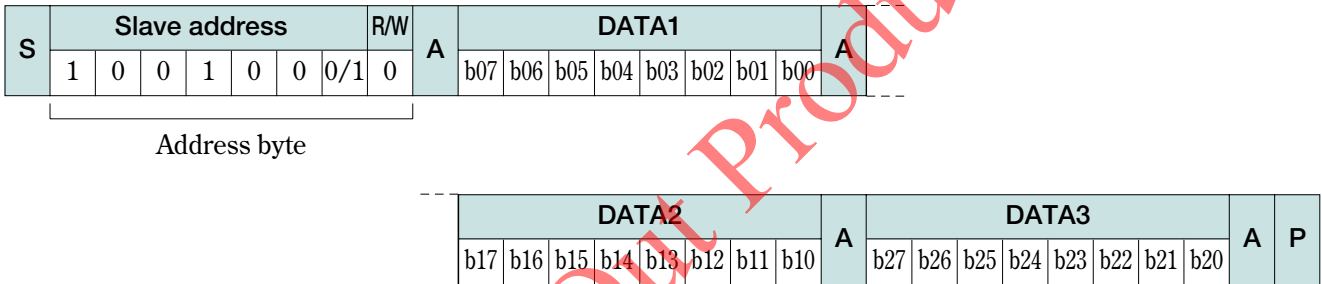 S Slave address R/W A DATA1 A
1 0 0 1 0 0 0/1 0 b07 b06 b05 b04 b03 b02 b01 b00
Address byte
DATA2 A DATA3 A P
b17 b16 b15 b14 b13 b12 b11 b10 b27 b26 b25 b24 b23 b22 b21 b20
Out Produ